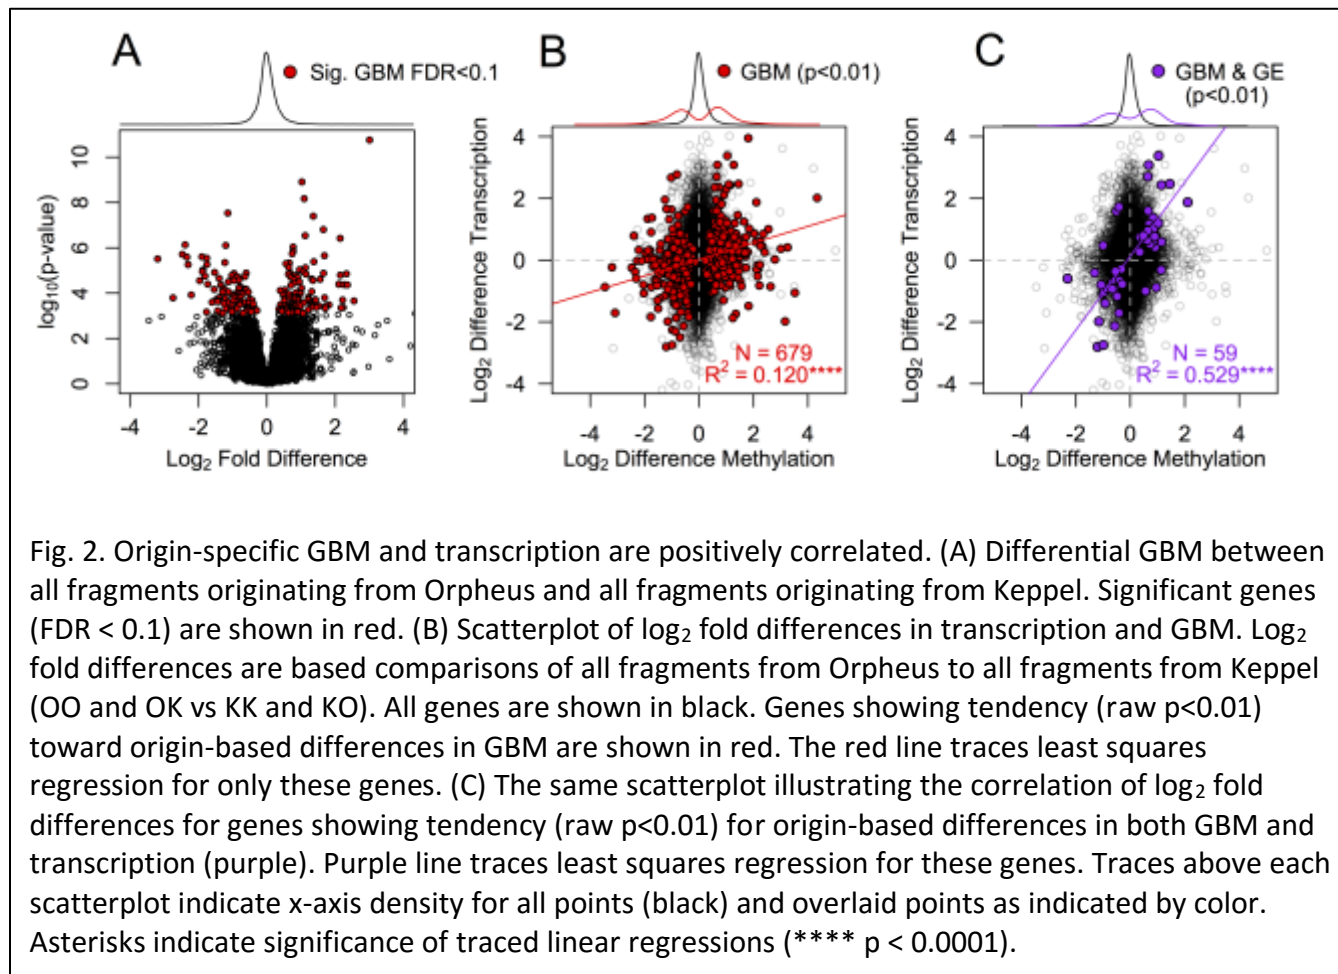 A
Sig. GBM FDR<0.1
log₁₀(p-value)
10
8
6
4
2
0
-4 -2 0 2 4
Log₂ Fold Difference
B
GBM (p<0.01)
Log₂ Difference Transcription
4
2
0
-2
-4
N = 679
R² = 0.120****
-4 -2 0 2 4
Log₂ Difference Methylation
C
GBM & GE
(p<0.01)
Log₂ Difference Transcription
4
2
0
-2
-4
N = 59
R² = 0.529****
-4 -2 0 2 4
Log₂ Difference Methylation
Fig. 2. Origin-specific GBM and transcription are positively correlated. (A) Differential GBM between
all fragments originating from Orpheus and all fragments originating from Keppel. Significant genes
(FDR < 0.1) are shown in red. (B) Scatterplot of log₂ fold differences in transcription and GBM. Log₂
fold differences are based comparisons of all fragments from Orpheus to all fragments from Keppel
(OO and OK vs KK and KO). All genes are shown in black. Genes showing tendency (raw p<0.01)
toward origin-based differences in GBM are shown in red. The red line traces least squares
regression for only these genes. (C) The same scatterplot illustrating the correlation of log₂ fold
differences for genes showing tendency (raw p<0.01) for origin-based differences in both GBM and
transcription (purple). Purple line traces least squares regression for these genes. Traces above each
scatterplot indicate x-axis density for all points (black) and overlaid points as indicated by color.
Asterisks indicate significance of traced linear regressions (**** p < 0.0001).